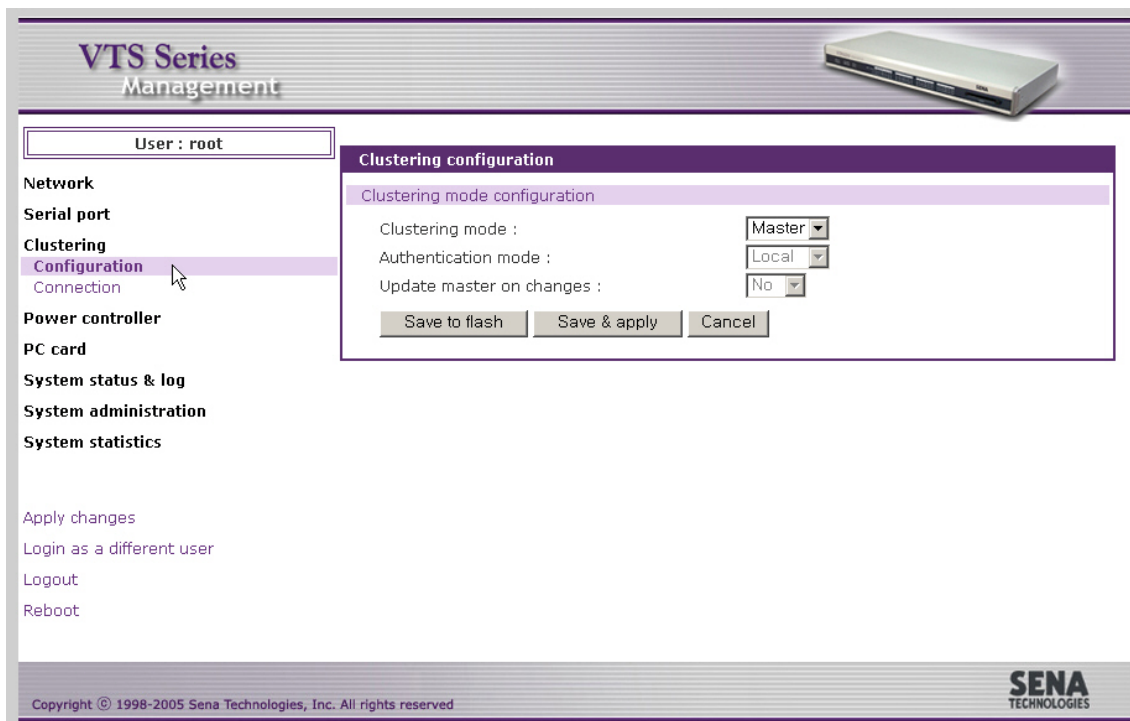 VTS Series
Management
User : root
Network
Serial port
Clustering
Configuration
Connection
Power controller
PC card
System status & log
System administration
System statistics
Apply changes
Login as a different user
Logout
Reboot
Clustering configuration
Clustering mode configuration
Clustering mode : Master
Authentication mode : Local
Update master on changes : No
Save to flash Save & apply Cancel
Copyright © 1998-2005 Sena Technologies, Inc. All rights reserved
SENA
TECHNOLOGIES